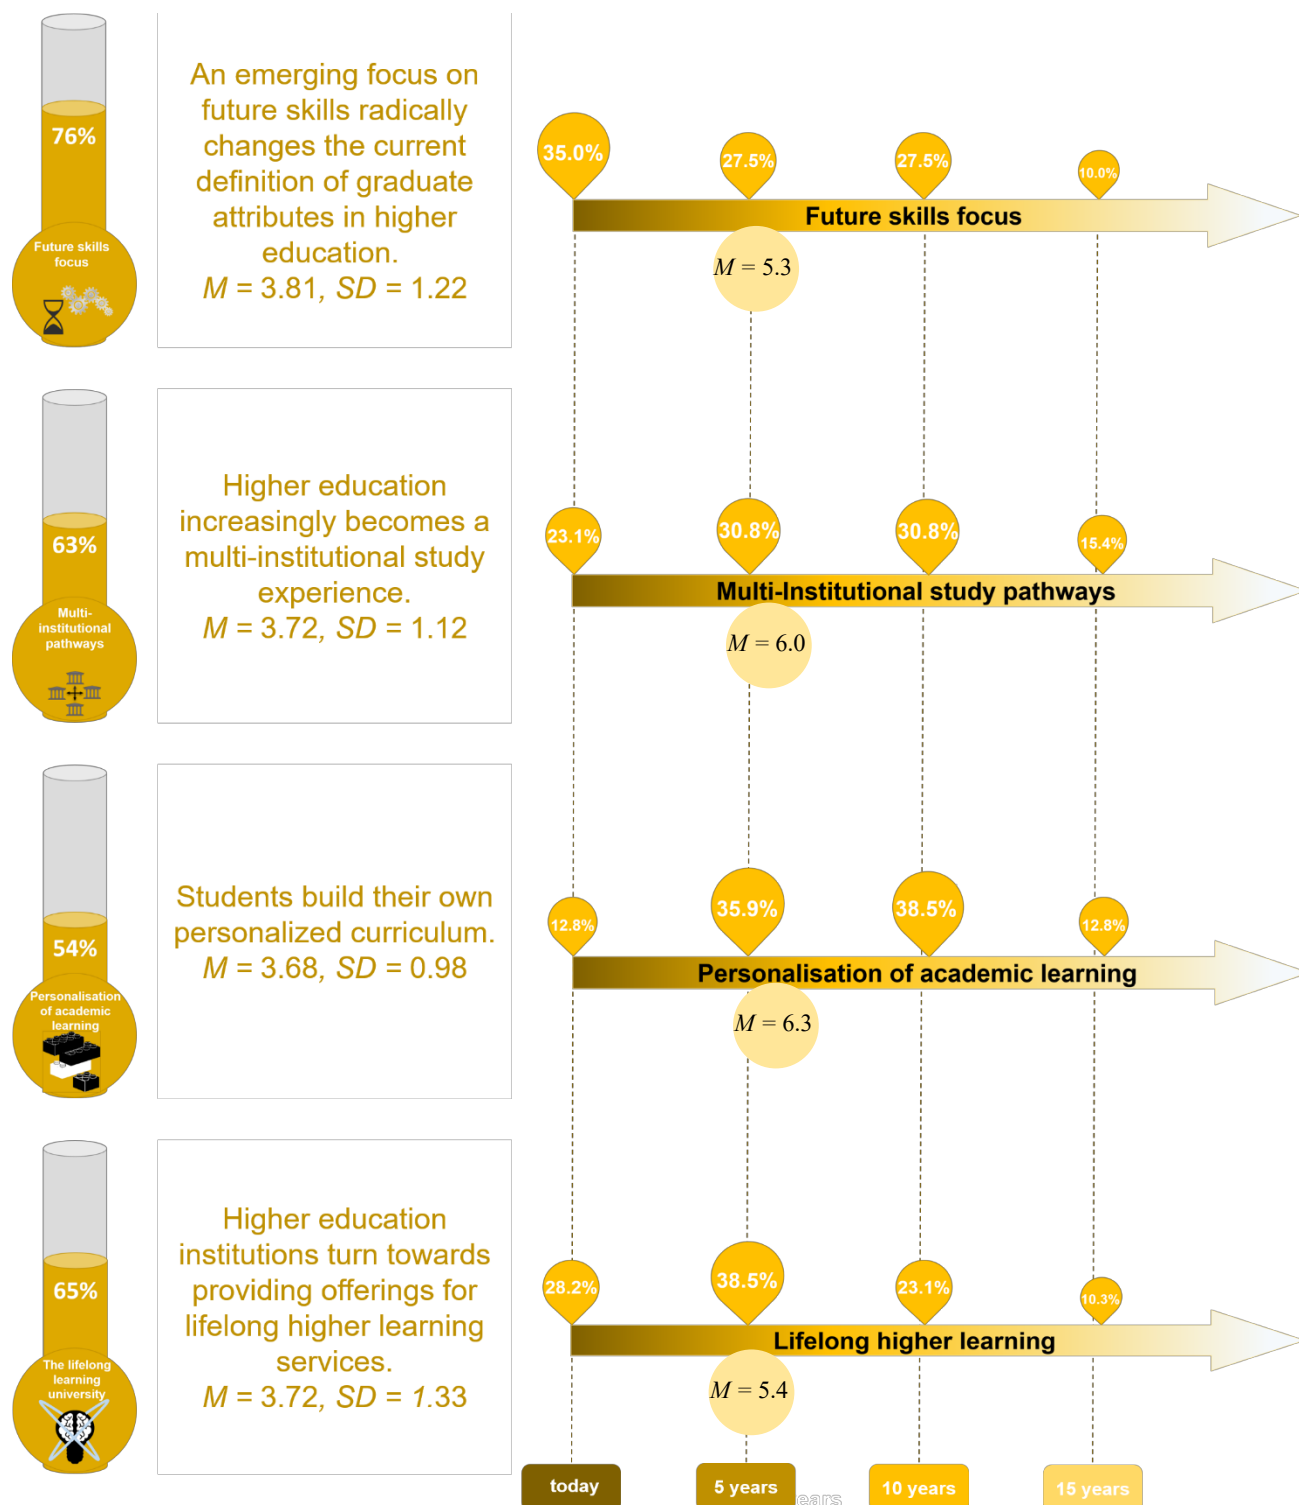 76%
Future skills
focus
An emerging focus on
future skills radically
changes the current
definition of graduate
attributes in higher
education.
M = 3.81, SD = 1.22
35.0%
27.5%
27.5%
10.0%
Future skills focus
M = 5.3
63%
Multi-
institutional
pathways
Higher education
increasingly becomes a
multi-institutional study
experience.
M = 3.72, SD = 1.12
23.1%
30.8%
30.8%
15.4%
Multi-Institutional study pathways
M = 6.0
54%
Personalisation
of academic
learning
Students build their own
personalized curriculum.
M = 3.68, SD = 0.98
12.8%
35.9%
38.5%
12.8%
Personalisation of academic learning
M = 6.3
65%
The lifelong
learning
university
Higher education
institutions turn towards
providing offerings for
lifelong higher learning
services.
M = 3.72, SD = 1.33
28.2%
38.5%
23.1%
10.3%
Lifelong higher learning
M = 5.4
today
5 years
ears
10 years
15 years